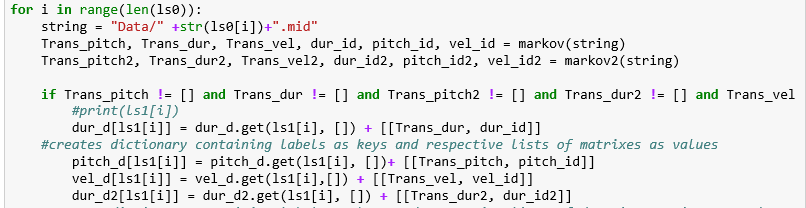 for i in range(len(ls0)):
    string = "Data/" +str(ls0[i])+".mid"
    Trans_pitch, Trans_dur, Trans_vel, dur_id, pitch_id, vel_id = markov(string)
    Trans_pitch2, Trans_dur2, Trans_vel2, dur_id2, pitch_id2, vel_id2 = markov2(string)
    if Trans_pitch != [] and Trans_dur != [] and Trans_pitch2 != [] and Trans_dur2 != [] and Trans_vel
        #print(ls1[i])
        dur_d[ls1[i]] = dur_d.get(ls1[i], []) + [[Trans_dur, dur_id]]
    #creates dictionary containing labels as keys and respective lists of matrixes as values
        pitch_d[ls1[i]] = pitch_d.get(ls1[i], [])+ [[Trans_pitch, pitch_id]]
        vel_d[ls1[i]] = vel_d.get(ls1[i],[]) + [[Trans_vel, vel_id]]
        dur_d2[ls1[i]] = dur_d2.get(ls1[i], []) + [[Trans_dur2, dur_id2]]